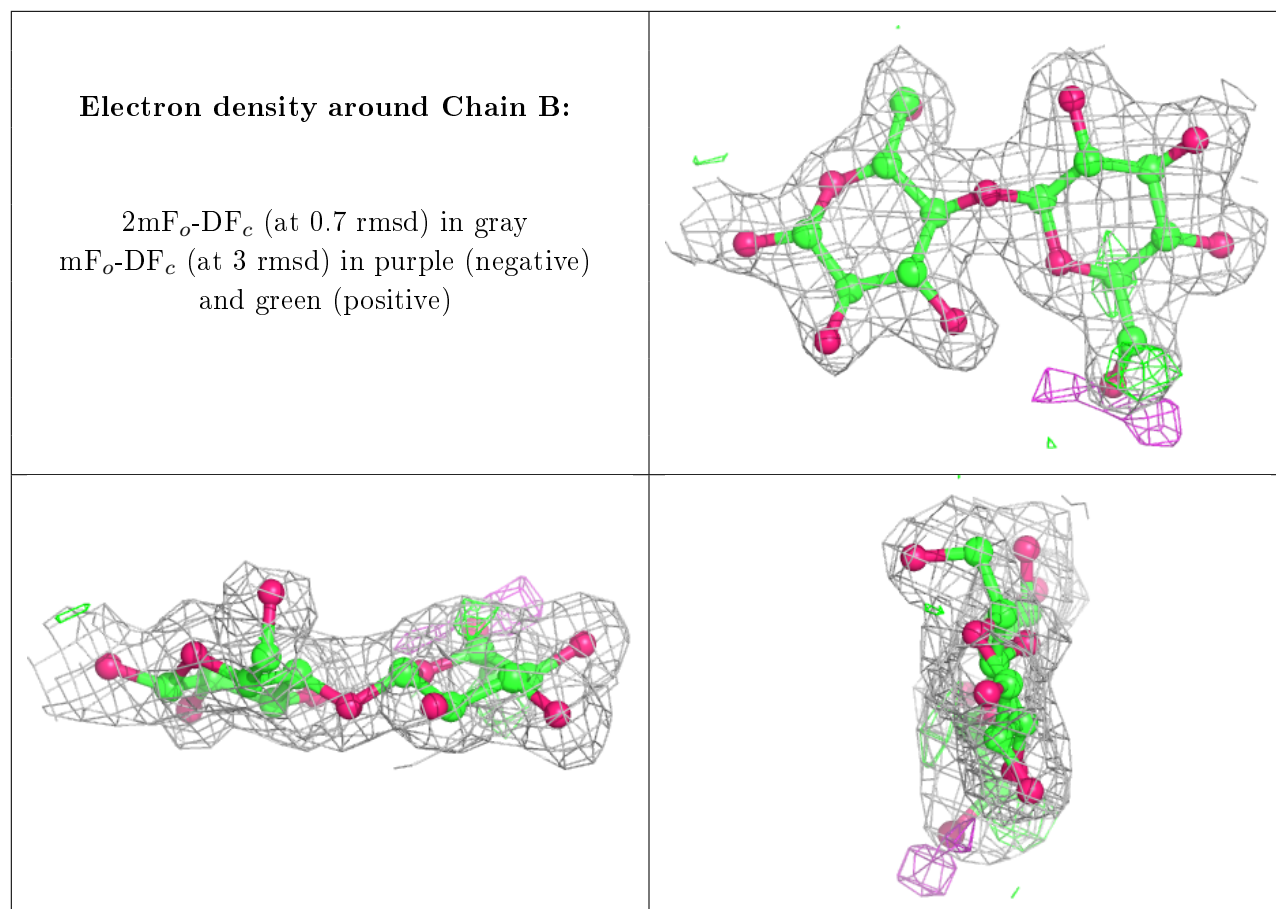 Electron density around Chain B:
2mFo-DFc (at 0.7 rmsd) in gray
mFo-DFc (at 3 rmsd) in purple (negative)
and green (positive)